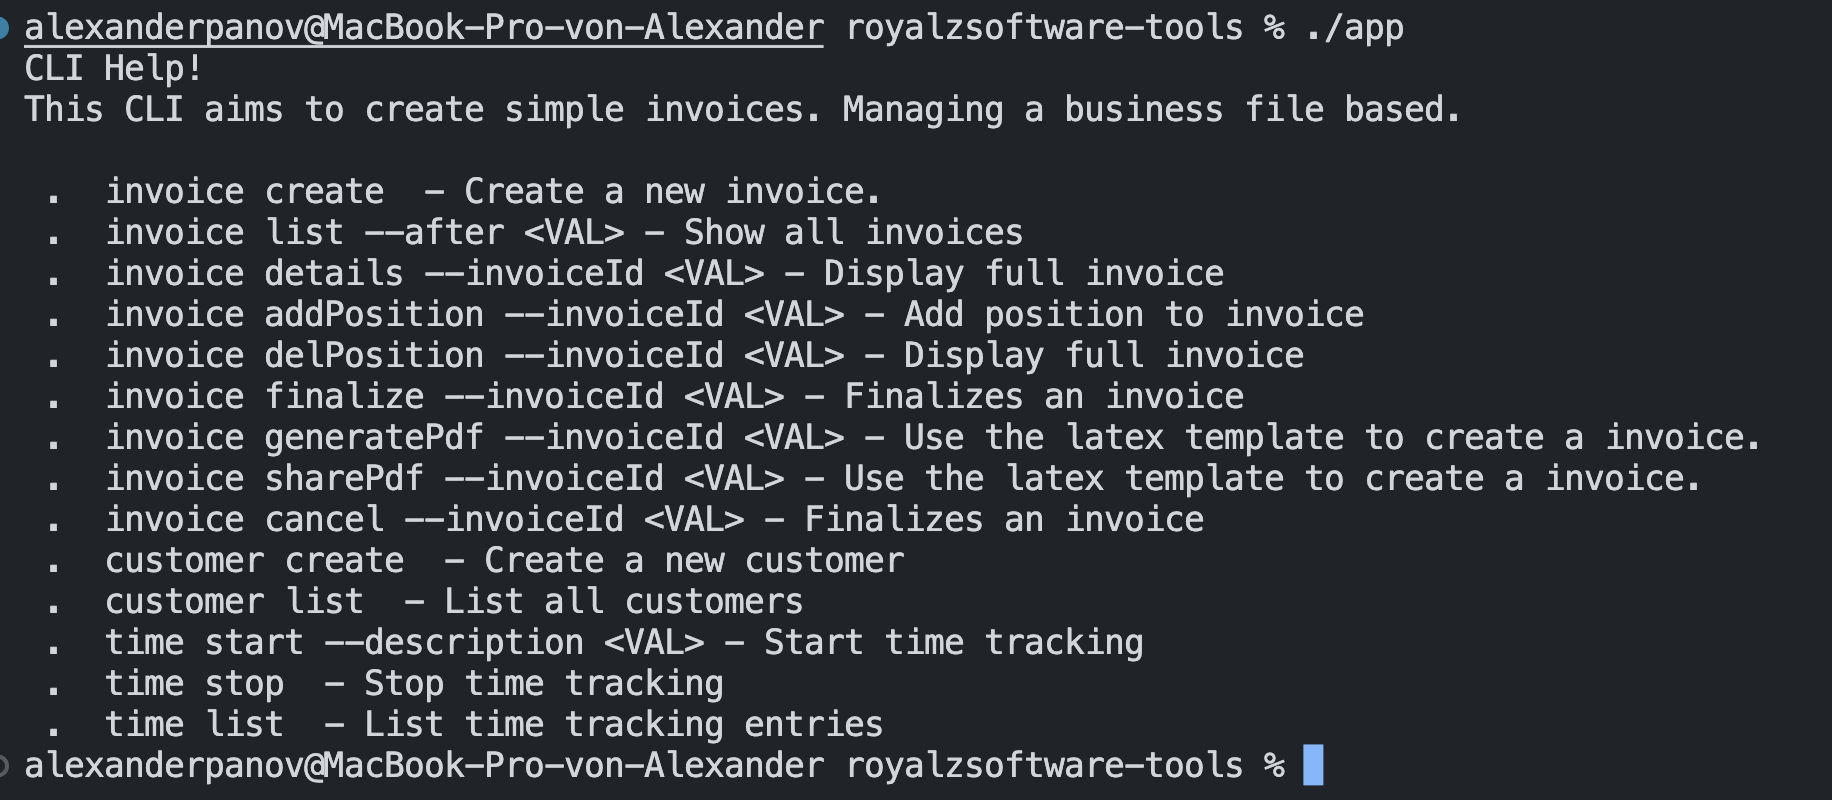 alexanderpanov@MacBook-Pro-von-Alexander royalzsoftware-tools % ./app
CLI Help!
This CLI aims to create simple invoices. Managing a business file based.

 .  invoice create  - Create a new invoice.
 .  invoice list --after <VAL> - Show all invoices
 .  invoice details --invoiceId <VAL> - Display full invoice
 .  invoice addPosition --invoiceId <VAL> - Add position to invoice
 .  invoice delPosition --invoiceId <VAL> - Display full invoice
 .  invoice finalize --invoiceId <VAL> - Finalizes an invoice
 .  invoice generatePdf --invoiceId <VAL> - Use the latex template to create a invoice.
 .  invoice sharePdf --invoiceId <VAL> - Use the latex template to create a invoice.
 .  invoice cancel --invoiceId <VAL> - Finalizes an invoice
 .  customer create  - Create a new customer
 .  customer list  - List all customers
 .  time start --description <VAL> - Start time tracking
 .  time stop  - Stop time tracking
 .  time list  - List time tracking entries
alexanderpanov@MacBook-Pro-von-Alexander royalzsoftware-tools %